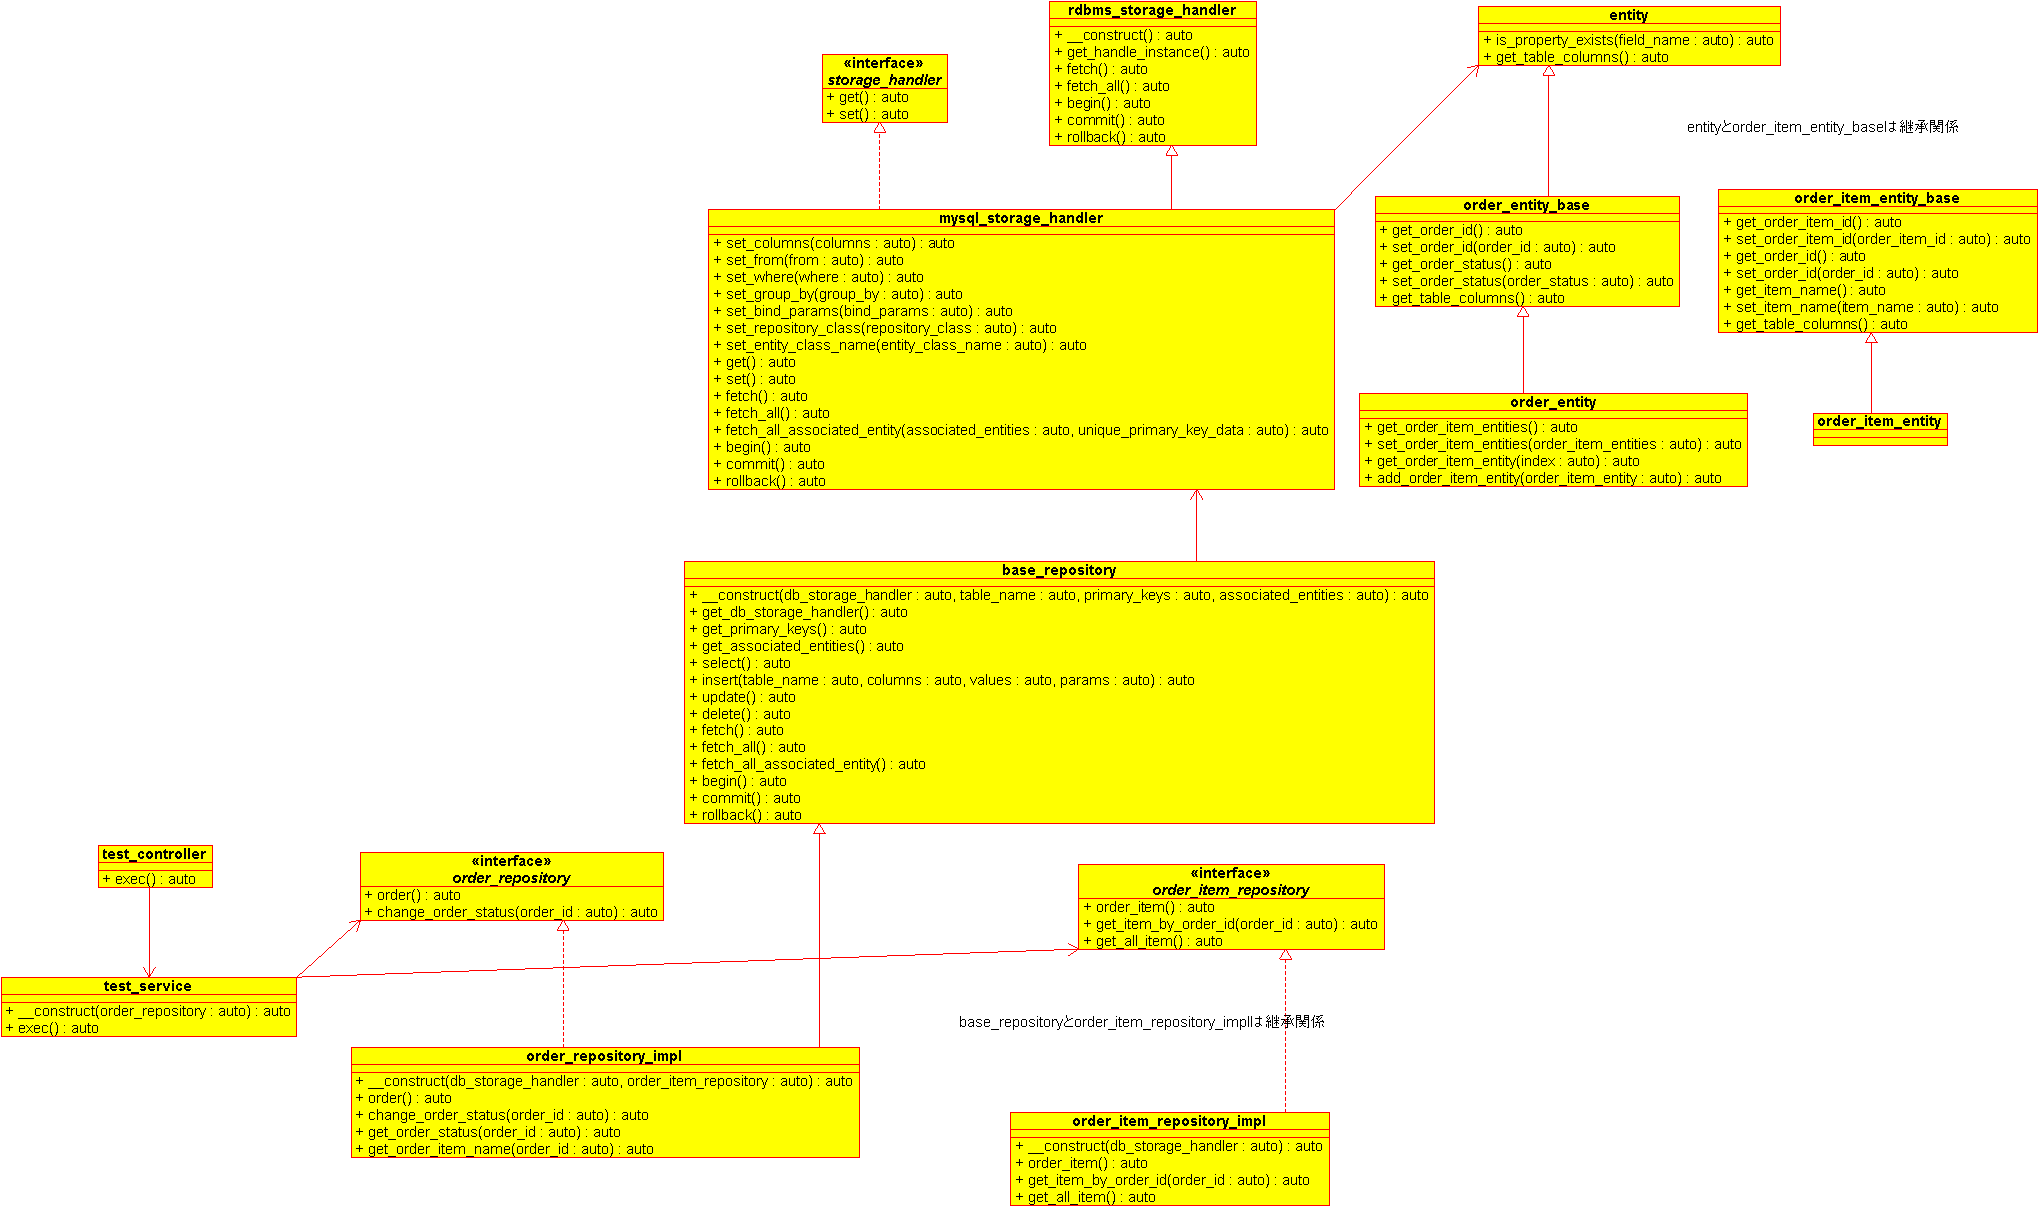 rdbms_storage_handler
+ __construct() : auto
+ get_handle_instance() : auto
+ fetch() : auto
+ fetch_all() : auto
+ begin() : auto
+ commit() : auto
+ rollback() : auto
entity
+ is_property_exists(field_name : auto) : auto
+ get_table_columns() : auto
«interface»
storage_handler
+ get() : auto
+ set() : auto
entityとorder_item_entity_baseは継承関係
mysql_storage_handler
+ set_columns(columns : auto) : auto
+ set_from(from : auto) : auto
+ set_where(where : auto) : auto
+ set_group_by(group_by : auto) : auto
+ set_bind_params(bind_params : auto) : auto
+ set_repository_class(repository_class : auto) : auto
+ set_entity_class_name(entity_class_name : auto) : auto
+ get() : auto
+ set() : auto
+ fetch() : auto
+ fetch_all() : auto
+ fetch_all_associated_entity(associated_entities : auto, unique_primary_key_data : auto) : auto
+ begin() : auto
+ commit() : auto
+ rollback() : auto
order_entity_base
+ get_order_id() : auto
+ set_order_id(order_id : auto) : auto
+ get_order_status() : auto
+ set_order_status(order_status : auto) : auto
+ get_table_columns() : auto
order_item_entity_base
+ get_order_item_id() : auto
+ set_order_item_id(order_item_id : auto) : auto
+ get_order_id() : auto
+ set_order_id(order_id : auto) : auto
+ get_item_name() : auto
+ set_item_name(item_name : auto) : auto
+ get_table_columns() : auto
order_entity
+ get_order_item_entities() : auto
+ set_order_item_entities(order_item_entities : auto) : auto
+ get_order_item_entity(index : auto) : auto
+ add_order_item_entity(order_item_entity : auto) : auto
order_item_entity
base_repository
+ __construct(db_storage_handler : auto, table_name : auto, primary_keys : auto, associated_entities : auto) : auto
+ get_db_storage_handler() : auto
+ get_primary_keys() : auto
+ get_associated_entities() : auto
+ select() : auto
+ insert(table_name : auto, columns : auto, values : auto, params : auto) : auto
+ update() : auto
+ delete() : auto
+ fetch() : auto
+ fetch_all() : auto
+ fetch_all_associated_entity() : auto
+ begin() : auto
+ commit() : auto
+ rollback() : auto
test_controller
+ exec() : auto
«interface»
order_repository
+ order() : auto
+ change_order_status(order_id : auto) : auto
«interface»
order_item_repository
+ order_item() : auto
+ get_item_by_order_id(order_id : auto) : auto
+ get_all_item() : auto
test_service
+ __construct(order_repository : auto) : auto
+ exec() : auto
base_repositoryとorder_item_repository_implは継承関係
order_repository_impl
+ __construct(db_storage_handler : auto, order_item_repository : auto) : auto
+ order() : auto
+ change_order_status(order_id : auto) : auto
+ get_order_status(order_id : auto) : auto
+ get_order_item_name(order_id : auto) : auto
order_item_repository_impl
+ __construct(db_storage_handler : auto) : auto
+ order_item() : auto
+ get_item_by_order_id(order_id : auto) : auto
+ get_all_item() : auto